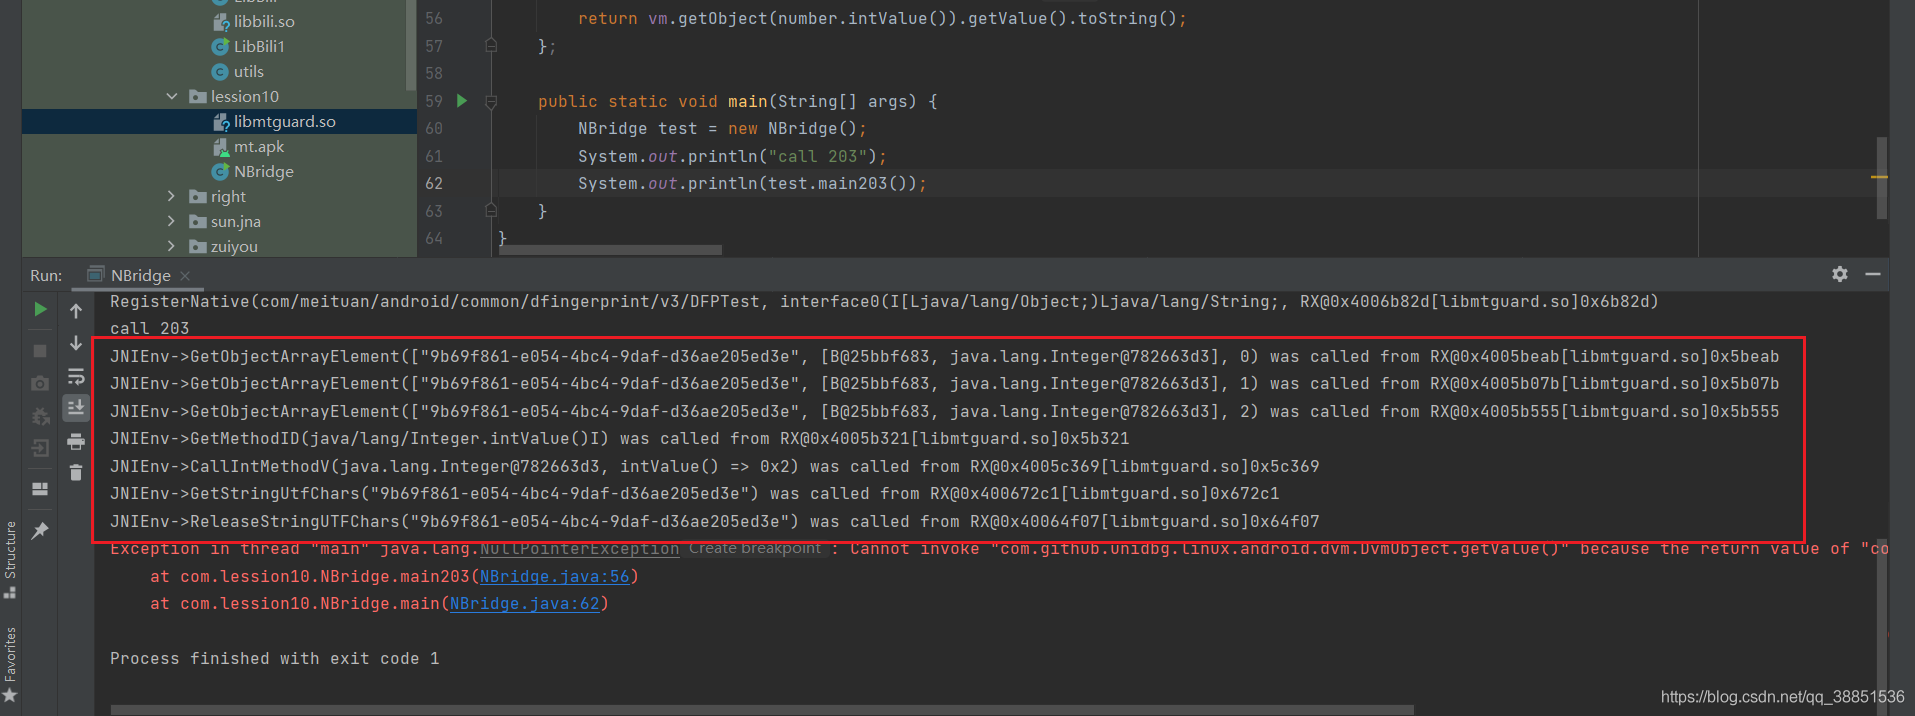 LibBili
libbili.so
LibBili1
utils
lession10
libmtguard.so
mt.apk
NBridge
right
sun.jna
zuiyou
56 return vm.getObject(number.intValue()).getValue().toString();
57 };
58
59 public static void main(String[] args) {
60 NBridge test = new NBridge();
61 System.out.println("call 203");
62 System.out.println(test.main203());
63 }
64 }
Run: NBridge
RegisterNative(com/meituan/android/common/dfingerprint/v3/DFPTest, interface0(I[Ljava/lang/Object;)Ljava/lang/String;, RX@0x4006b82d[libmtguard.so]0x6b82d)
call 203
JNIEnv->GetObjectArrayElement(["9b69f861-e054-4bc4-9daf-d36ae205ed3e", [B@25bbf683, java.lang.Integer@782663d3], 0) was called from RX@0x4005beab[libmtguard.so]0x5beab
JNIEnv->GetObjectArrayElement(["9b69f861-e054-4bc4-9daf-d36ae205ed3e", [B@25bbf683, java.lang.Integer@782663d3], 1) was called from RX@0x4005b07b[libmtguard.so]0x5b07b
JNIEnv->GetObjectArrayElement(["9b69f861-e054-4bc4-9daf-d36ae205ed3e", [B@25bbf683, java.lang.Integer@782663d3], 2) was called from RX@0x4005b555[libmtguard.so]0x5b555
JNIEnv->GetMethodID(java/lang/Integer.intValue()I) was called from RX@0x4005b321[libmtguard.so]0x5b321
JNIEnv->CallIntMethodV(java.lang.Integer@782663d3, intValue() => 0x2) was called from RX@0x4005c369[libmtguard.so]0x5c369
JNIEnv->GetStringUtfChars("9b69f861-e054-4bc4-9daf-d36ae205ed3e") was called from RX@0x400672c1[libmtguard.so]0x672c1
JNIEnv->ReleaseStringUTFChars("9b69f861-e054-4bc4-9daf-d36ae205ed3e") was called from RX@0x40064f07[libmtguard.so]0x64f07
Exception in thread "main" java.lang.NullPointerException Create breakpoint : Cannot invoke "com.github.unidbg.linux.android.dvm.DvmObject.getValue()" because the return value of "co
at com.lession10.NBridge.main203(NBridge.java:56)
at com.lession10.NBridge.main(NBridge.java:62)
Process finished with exit code 1
Structure
Favorites
https://blog.csdn.net/qq_38851536